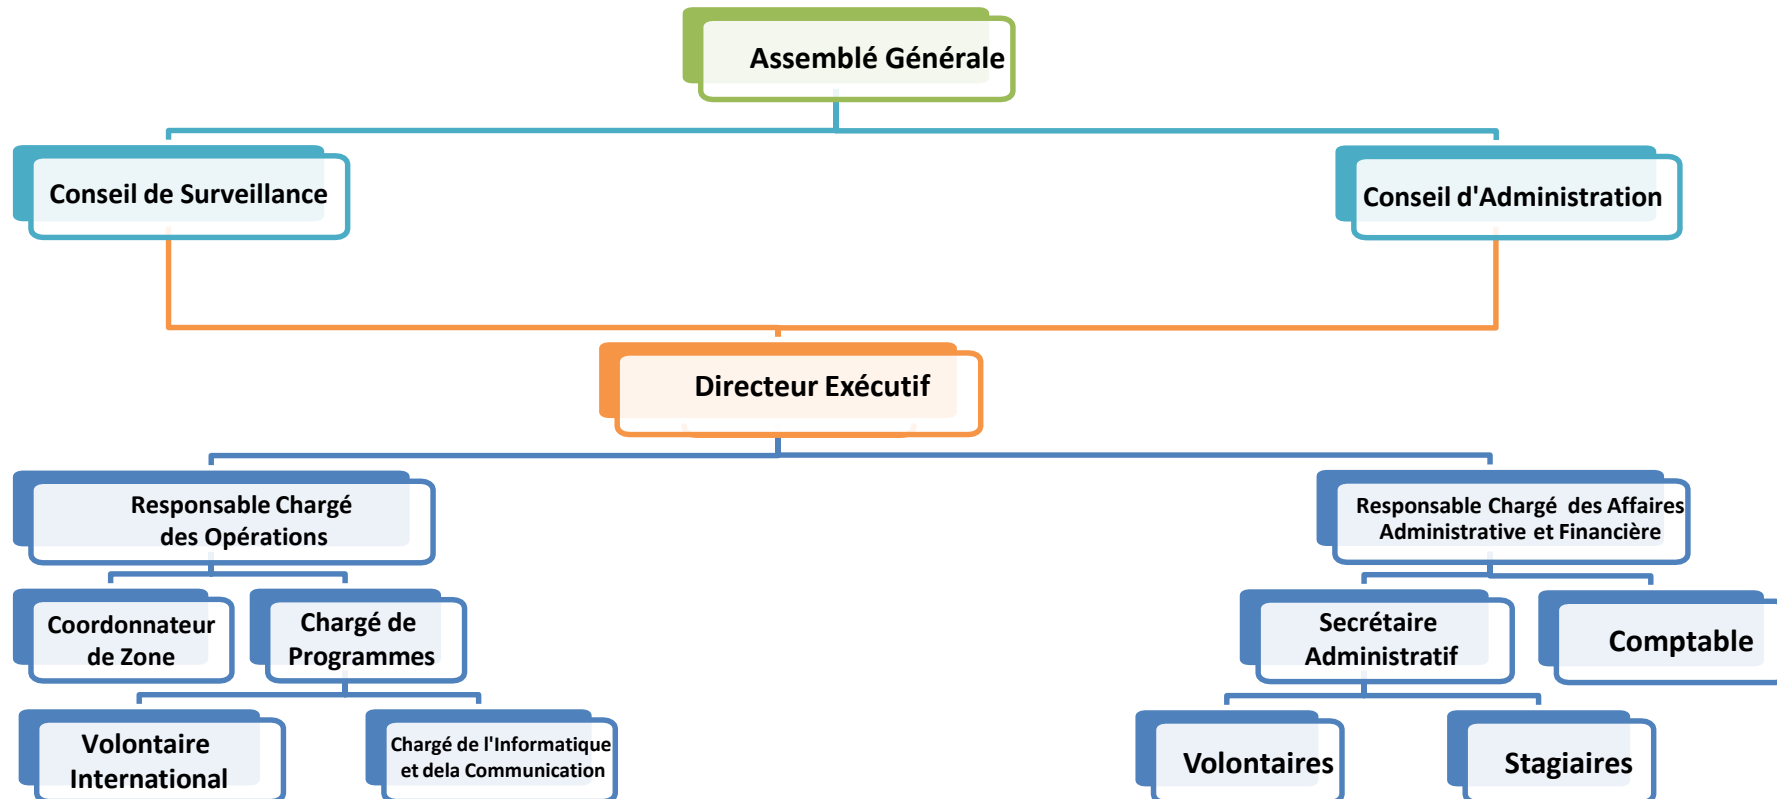 Assemblé Générale
Conseil de Surveillance
Conseil d'Administration
Directeur Exécutif
Responsable Chargé
des Opérations
Responsable Chargé des Affaires
Administrative et Financière
Coordonnateur
de Zone
Chargé de
Programmes
Secrétaire
Administratif
Comptable
Volontaire
International
Chargé de l'Informatique
et dela Communication
Volontaires
Stagiaires